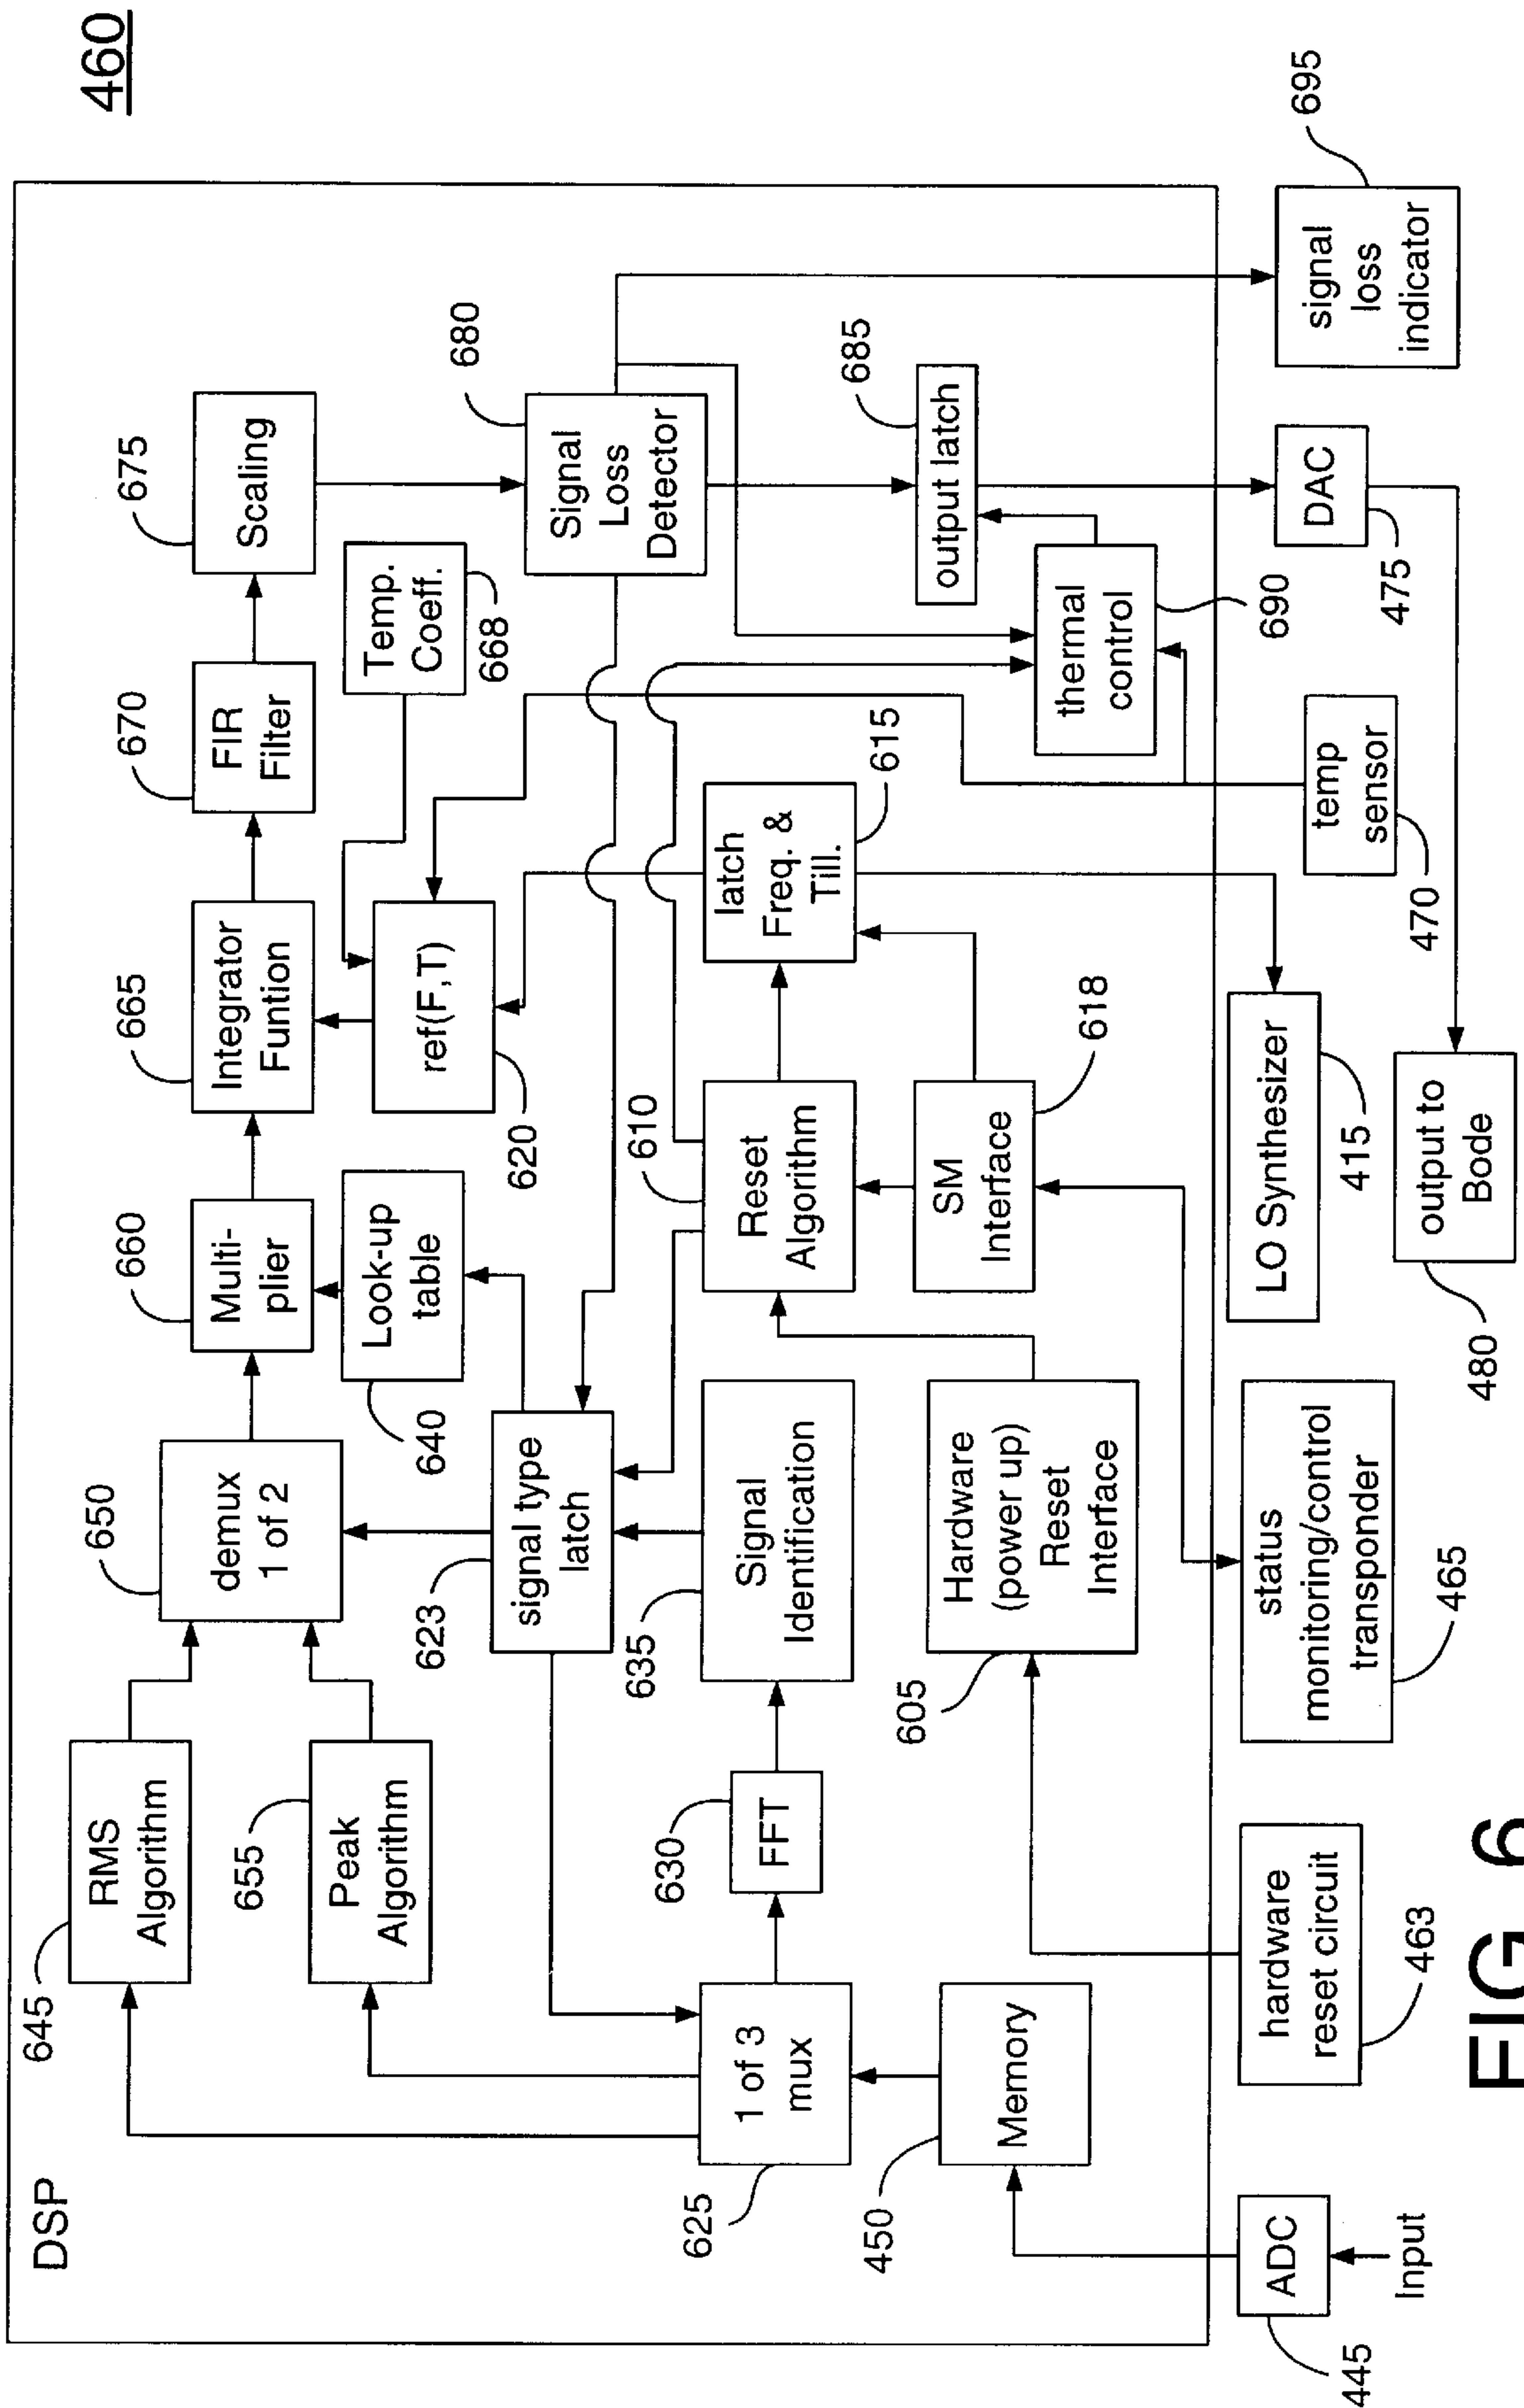 460
DSP
645
RMS
Algorithm
655
Peak
Algorithm
650
demux
1 of 2
660
Multi-
plier
665
Integrator
Funtion
670
FIR
Filter
675
Scaling
640
Look-up
table
620
ref(F,T)
Temp.
Coeff.
668
680
Signal
Loss
Detector
623
signal type
latch
625
1 of 3
mux
630
FFT
635
Signal
Identification
610
Reset
Algorithm
latch
Freq. &
Till.
615
685
output latch
450
Memory
605
Hardware
(power up)
Reset
Interface
SM
Interface
618
thermal
control
690
445
ADC
Input
hardware
reset circuit
463
status
monitoring/control
transponder
465
LO Synthesizer
415
temp
sensor
470
DAC
475
signal
loss
indicator
695
output to
Bode
480
FIG. 6